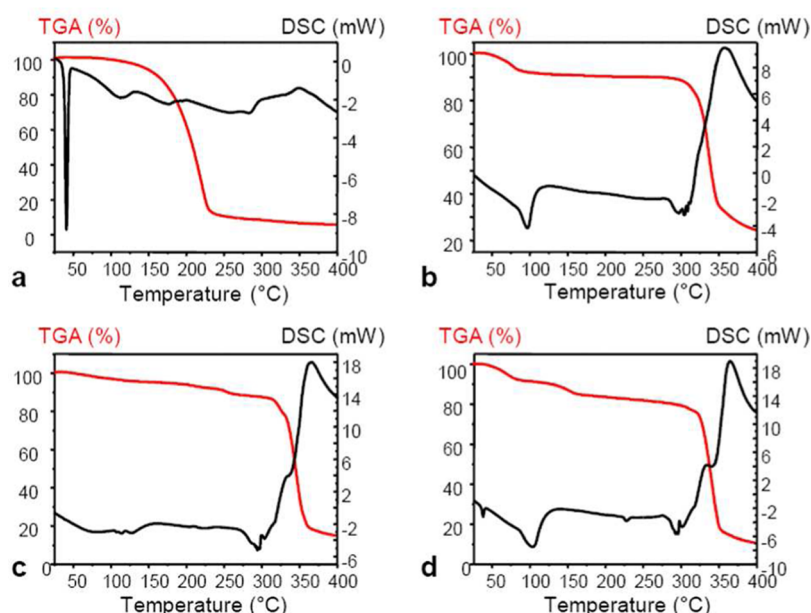 TGA (%) DSC (mW)
100 80 60 40 20 0
0 -2 -4 -6 -8 -10
50 100 150 200 250 300 350 400
a Temperature (°C)
TGA (%) DSC (mW)
100 80 60 40 20
8 6 4 2 0 -2 -4 -6
50 100 150 200 250 300 350 400
b Temperature (°C)
TGA (%) DSC (mW)
100 80 60 40 20
18 14 10 6 2 -2 -6
50 100 150 200 250 300 350 400
c Temperature (°C)
TGA (%) DSC (mW)
100 80 60 40 20 0
18 14 10 6 2 -2 -6 -10
50 100 150 200 250 300 350 400
d Temperature (°C)